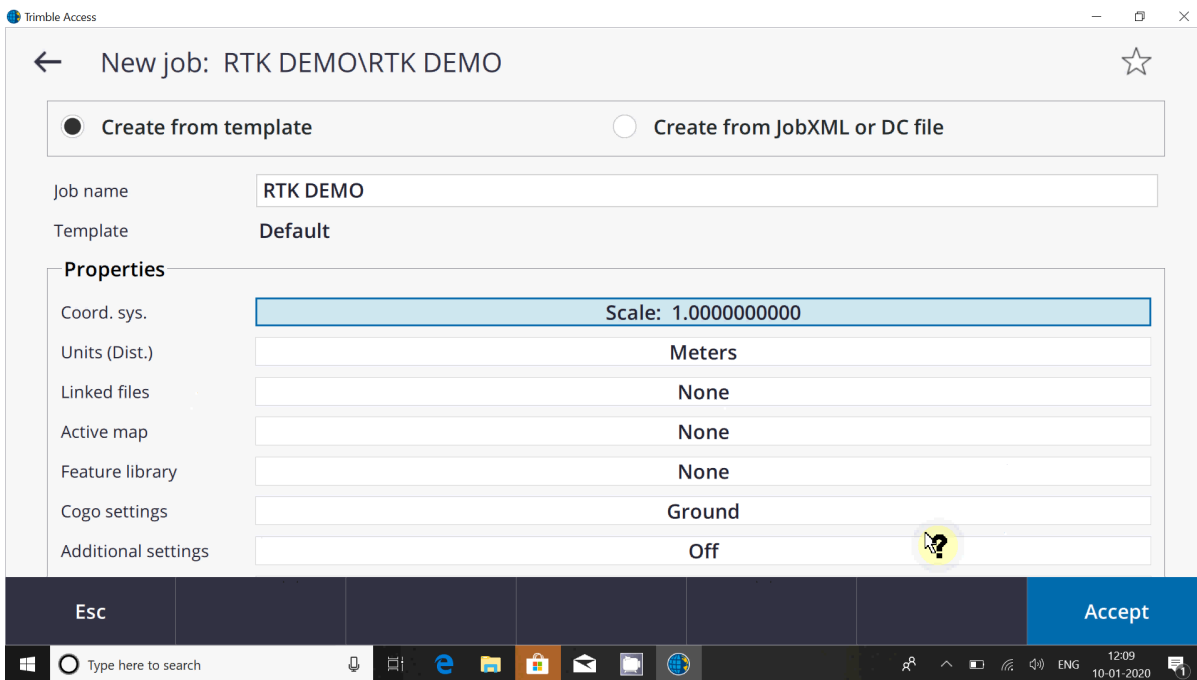 Trimble Access
New job: RTK DEMO\RTK DEMO
Create from template Create from JobXML or DC file
Job name RTK DEMO
Template Default
Properties
Coord. sys. Scale: 1.0000000000
Units (Dist.) Meters
Linked files None
Active map None
Feature library None
Cogo settings Ground
Additional settings Off
?
Esc Accept
Type here to search ENG 12:09
10-01-2020 1